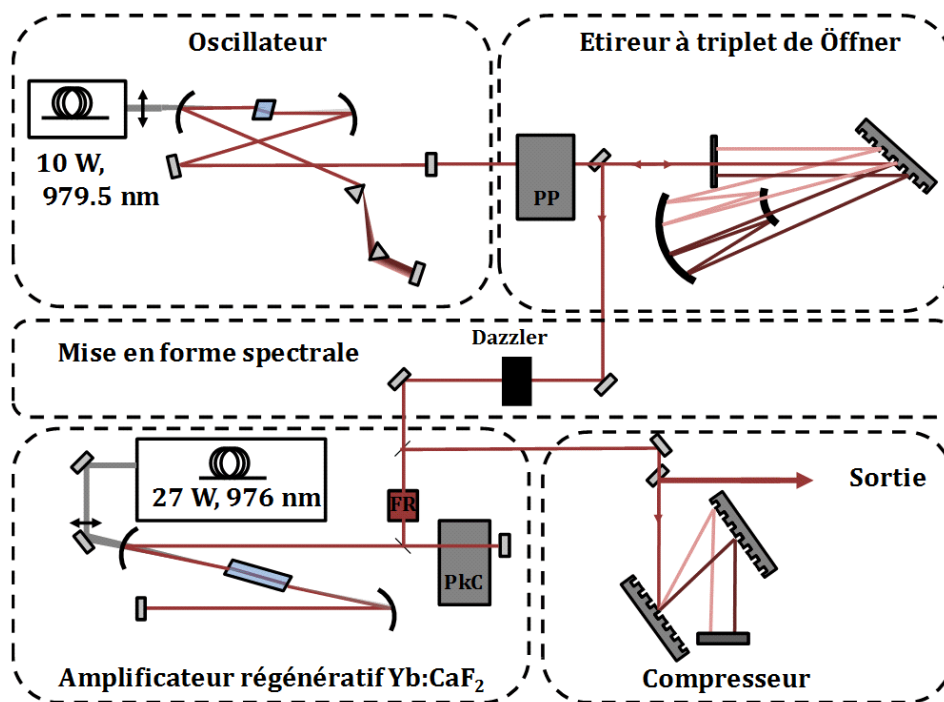 Oscillateur
Etireur à triplet de Öffner
10 W,
979.5 nm
PP
Mise en forme spectrale
Dazzler
27 W, 976 nm
FR
PkC
Sortie
Amplificateur régénératif Yb:CaF₂
Compresseur